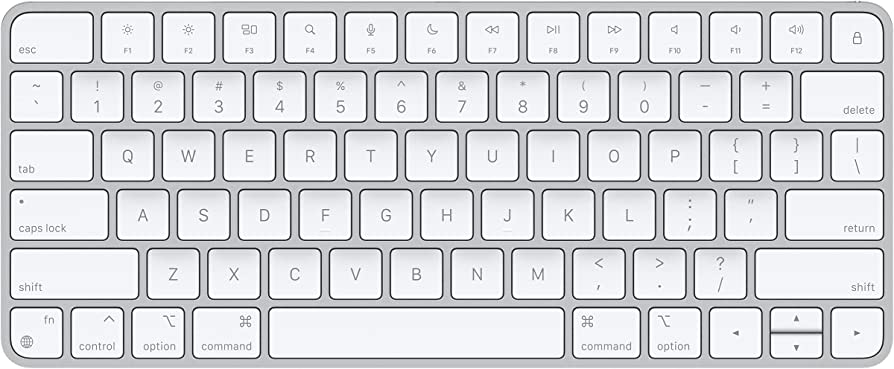 esc F1 F2 F3 F4 F5 F6 F7 F8 F9 F10 F11 F12
~ ! @ # $ % ^ & * ( ) — +
` 1 2 3 4 5 6 7 8 9 0 - = delete
tab Q W E R T Y U I O P { [ } ] | \
caps lock A S D F G H J K L : ; " ' return
shift Z X C V B N M < , > . ? / shift
fn control option command command option